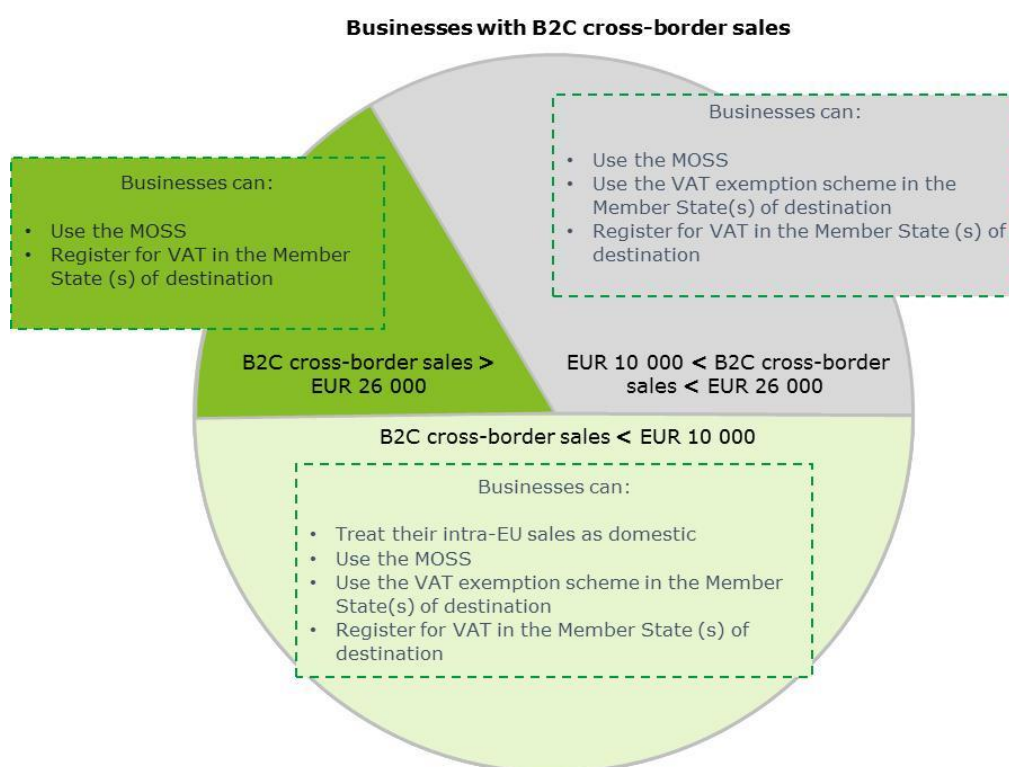 Businesses with B2C cross-border sales
Businesses can:
• Use the MOSS
• Use the VAT exemption scheme in the
Member State(s) of destination
• Register for VAT in the Member State (s) of
destination
Businesses can:
• Use the MOSS
• Register for VAT in the Member
State (s) of destination
B2C cross-border sales >
EUR 26 000
EUR 10 000 < B2C cross-border
sales < EUR 26 000
B2C cross-border sales < EUR 10 000
Businesses can:
• Treat their intra-EU sales as domestic
• Use the MOSS
• Use the VAT exemption scheme in the Member
State(s) of destination
• Register for VAT in the Member State (s) of
destination